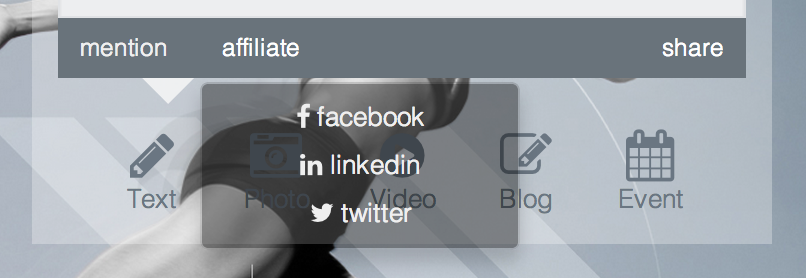 mention affiliate share
facebook
linkedin
twitter
Text Photo Video Blog Event